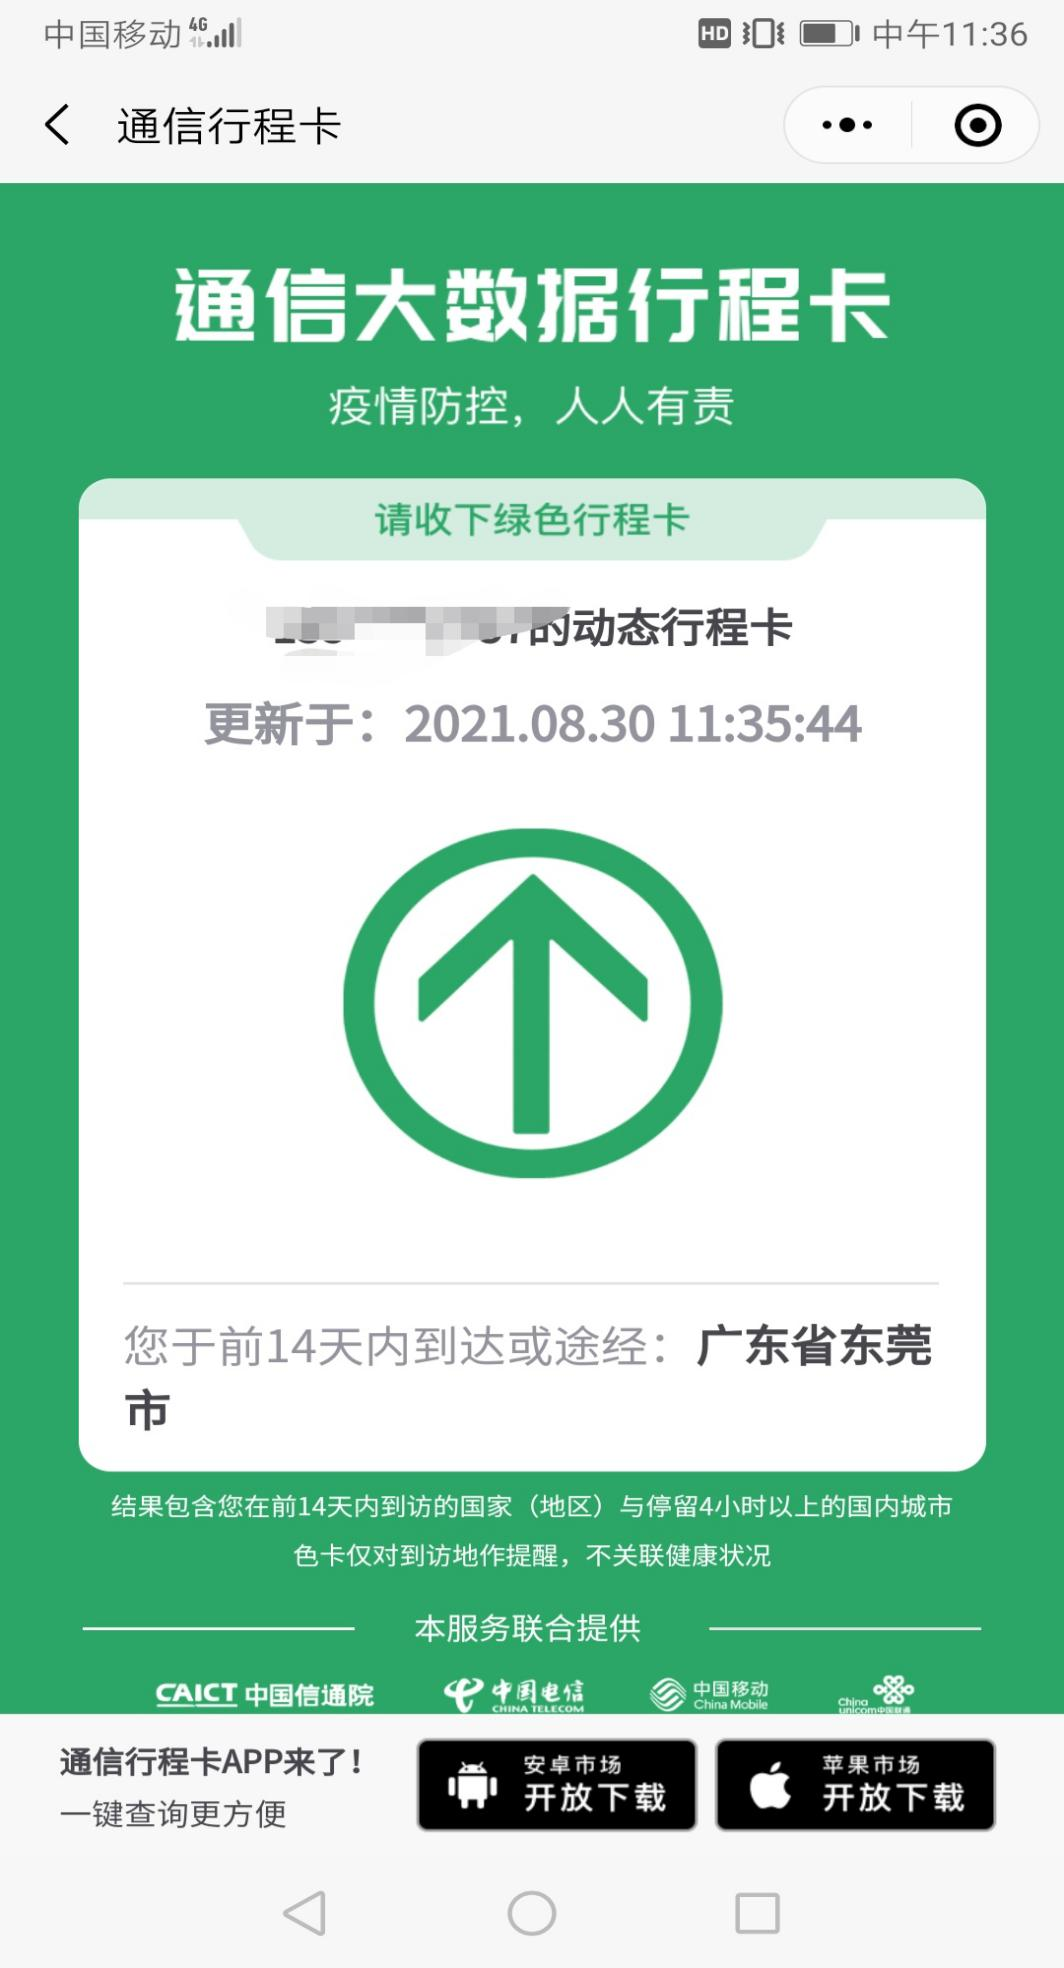 中国移动 4G HD 中午11:36
通信行程卡
通信大数据行程卡
疫情防控，人人有责
请收下绿色行程卡
的动态行程卡
更新于：2021.08.30 11:35:44
您于前14天内到达或途经：广东省东莞
市
结果包含您在前14天内到访的国家（地区）与停留4小时以上的国内城市
色卡仅对到访地作提醒，不关联健康状况
本服务联合提供
CAICT 中国信通院 中国电信 CHINA TELECOM 中国移动 China Mobile China unicom中国联通
通信行程卡APP来了！
一键查询更方便
安卓市场
开放下载
苹果市场
开放下载